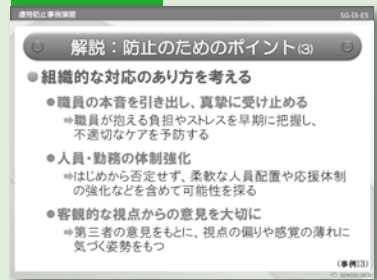 虐待防止事例演習 SG-I3-E5
解説：防止のためのポイント(3)
●組織的な対応のあり方を考える
●職員の本音を引き出し、真摯に受け止める
➡職員が抱える負担やストレスを早期に把握し、
不適切なケアを予防する
●人員・勤務の体制強化
➡はじめから否定せず、柔軟な人員配置や応援体制
の強化などを含めて可能性を探る
●客観的な視点からの意見を大切に
➡第三者の意見をもとに、視点の偏りや感覚の薄れに
気づく姿勢をもつ
(事例I3)